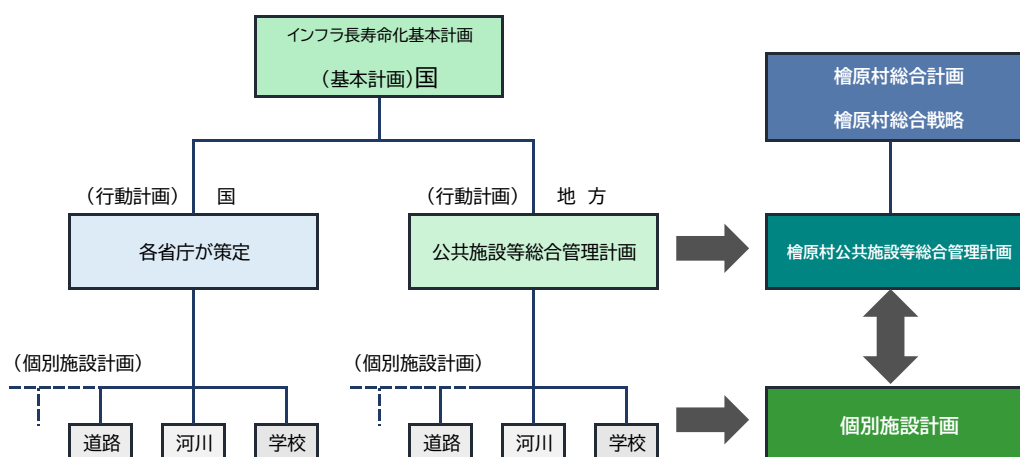 インフラ長寿命化基本計画
（基本計画）国
檜原村総合計画
檜原村総合戦略
（行動計画） 国
（行動計画） 地 方
各省庁が策定
公共施設等総合管理計画
檜原村公共施設等総合管理計画
（個別施設計画）
（個別施設計画）
道路
河川
学校
道路
河川
学校
個別施設計画